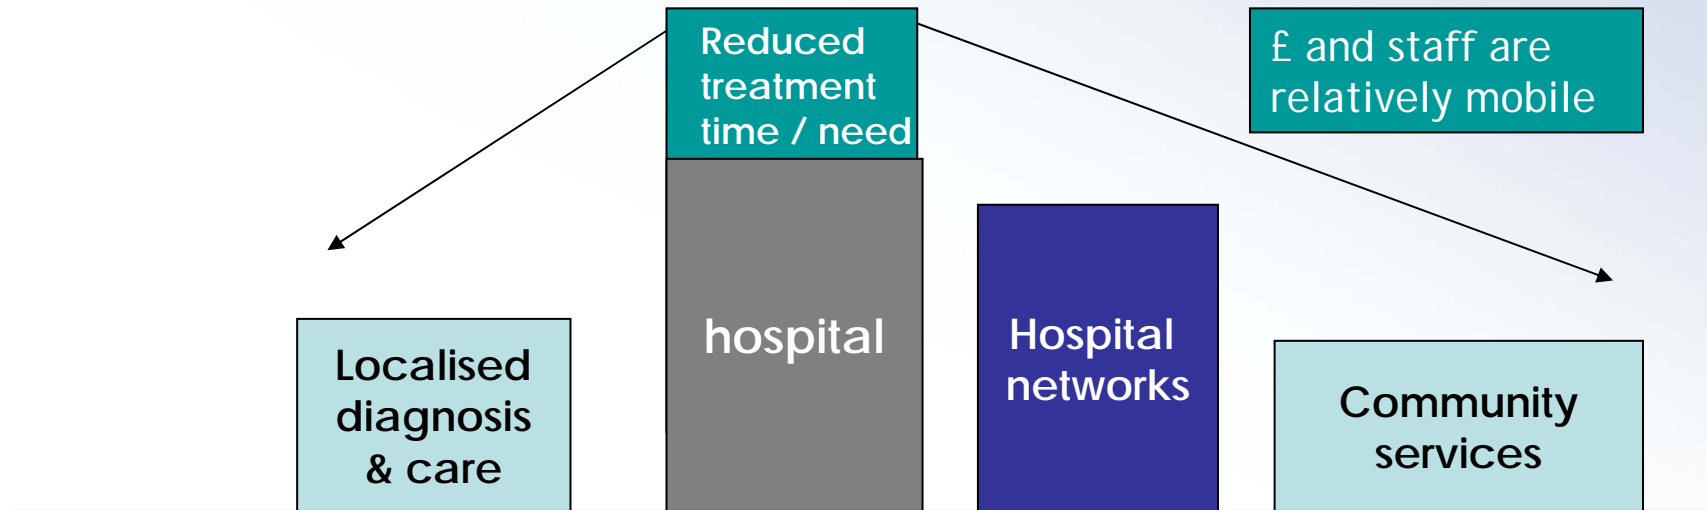 Reduced
treatment
time / need
£ and staff are
relatively mobile
hospital
Hospital
networks
Localised
diagnosis
& care
Community
services